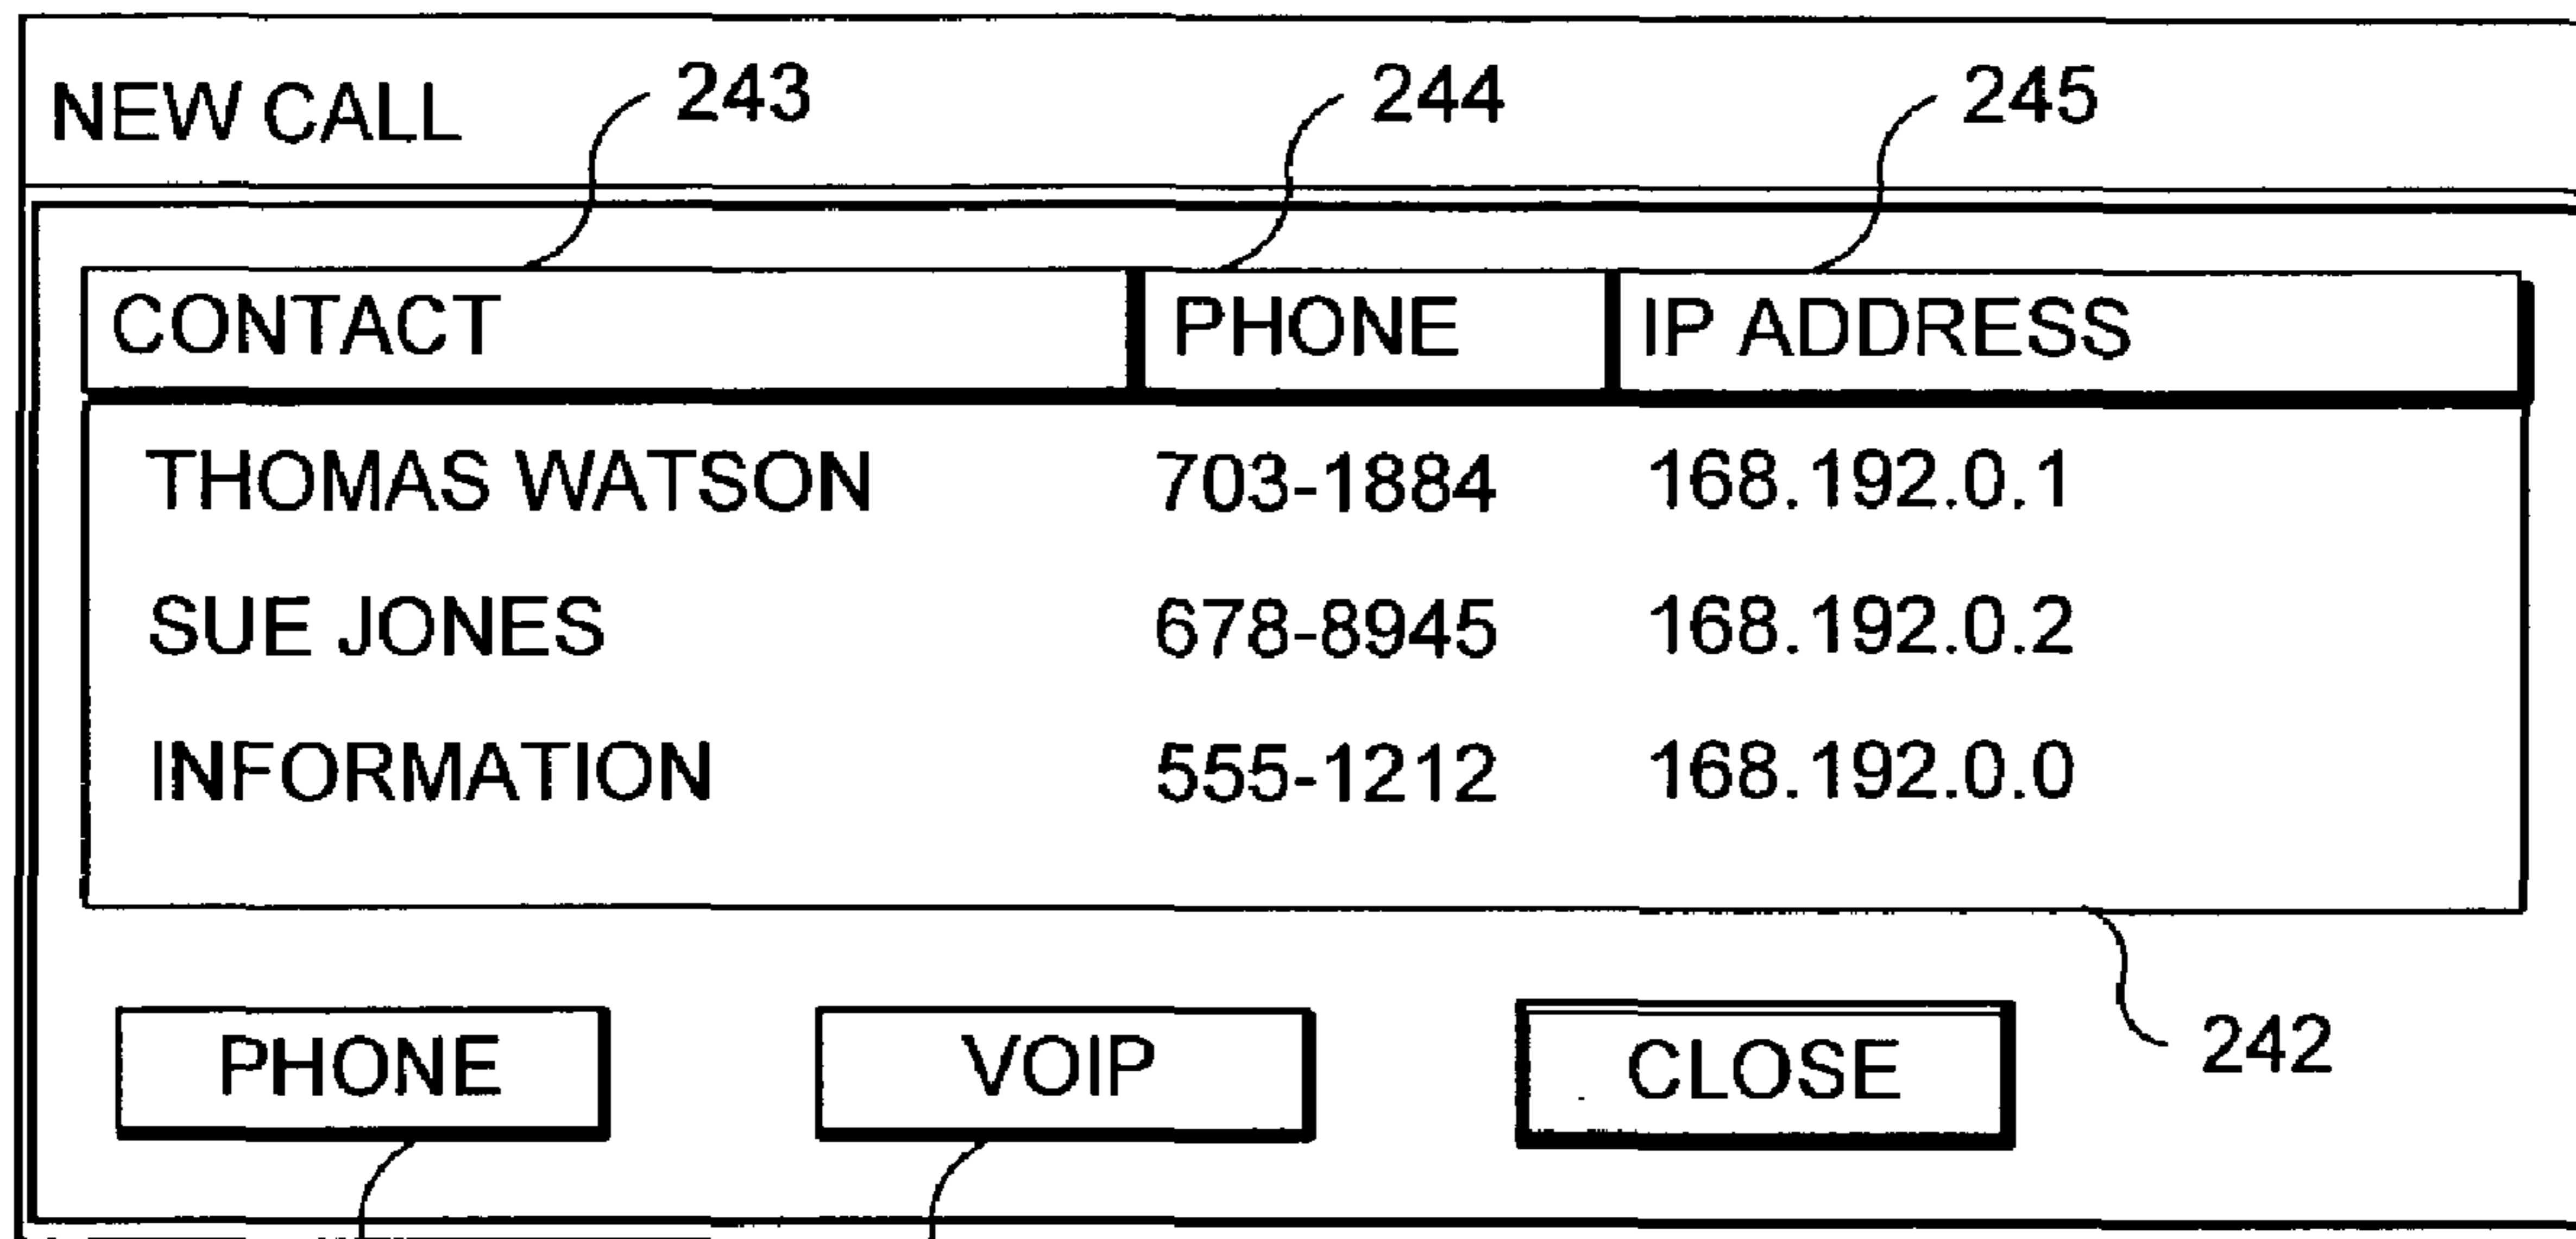 NEW CALL 243 244 245
CONTACT PHONE IP ADDRESS
THOMAS WATSON 703-1884 168.192.0.1
SUE JONES 678-8945 168.192.0.2
INFORMATION 555-1212 168.192.0.0
PHONE VOIP CLOSE 242